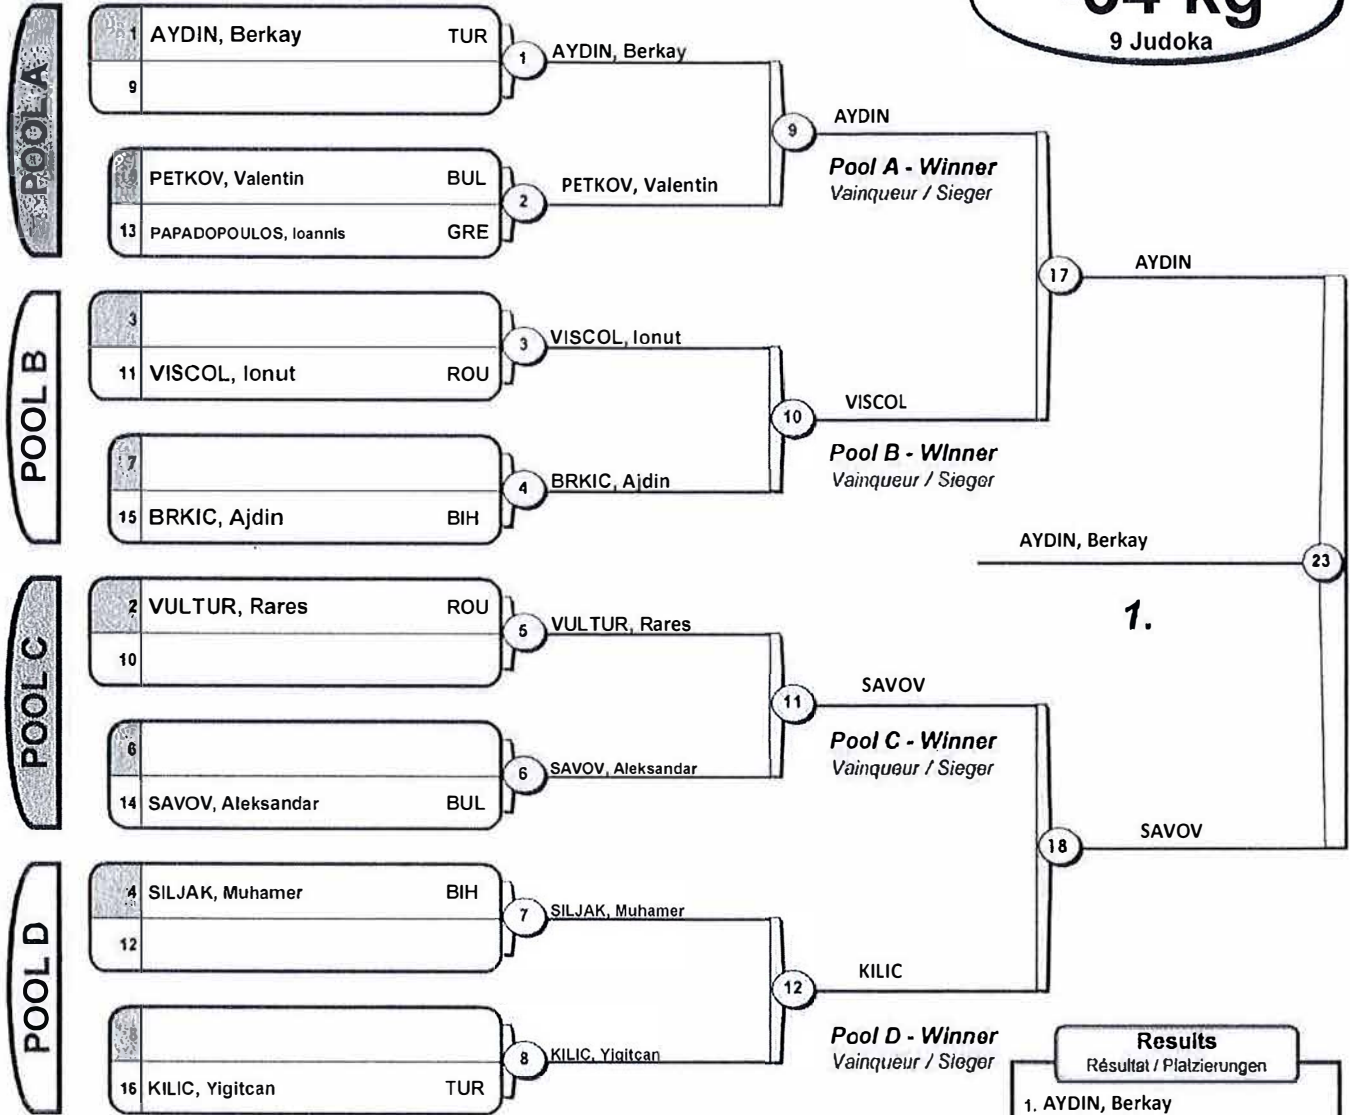 9 Judoka
POOL A
1 AYDIN, Berkay TUR
9
1 AYDIN, Berkay
PETKOV, Valentin BUL
13 PAPADOPOULOS, Ioannis GRE
2 PETKOV, Valentin
9 AYDIN
Pool A - Winner
Vainqueur / Sieger
POOL B
3
11 VISCOL, Ionut ROU
3 VISCOL, Ionut
7
15 BRKIC, Ajdin BIH
4 BRKIC, Ajdin
10 VISCOL
Pool B - Winner
Vainqueur / Sieger
17 AYDIN
AYDIN, Berkay
23
1.
POOL C
2 VULTUR, Rares ROU
10
5 VULTUR, Rares
6
14 SAVOV, Aleksandar BUL
6 SAVOV, Aleksandar
11 SAVOV
Pool C - Winner
Vainqueur / Sieger
18 SAVOV
POOL D
4 SILJAK, Muhamer BIH
12
7 SILJAK, Muhamer
16 KILIC, Yigitcan TUR
8 KILIC, Yigitcan
12 KILIC
Pool D - Winner
Vainqueur / Sieger
Results
Résultat / Platzierungen
1. AYDIN, Berkay